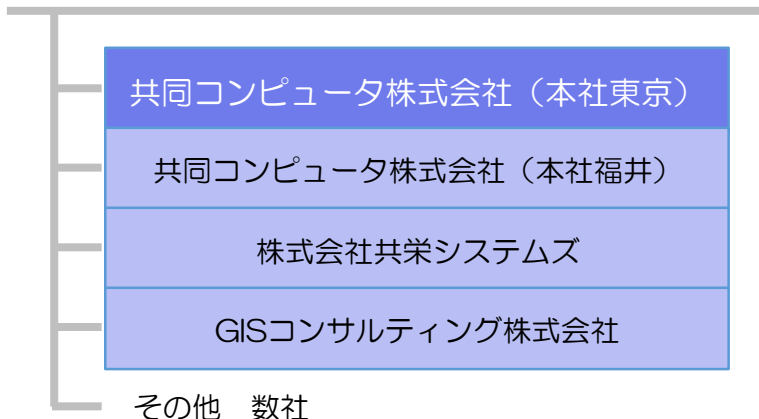 共同コンピュータ株式会社（本社東京）
共同コンピュータ株式会社（本社福井）
株式会社共栄システムズ
GISコンサルティング株式会社
その他　数社